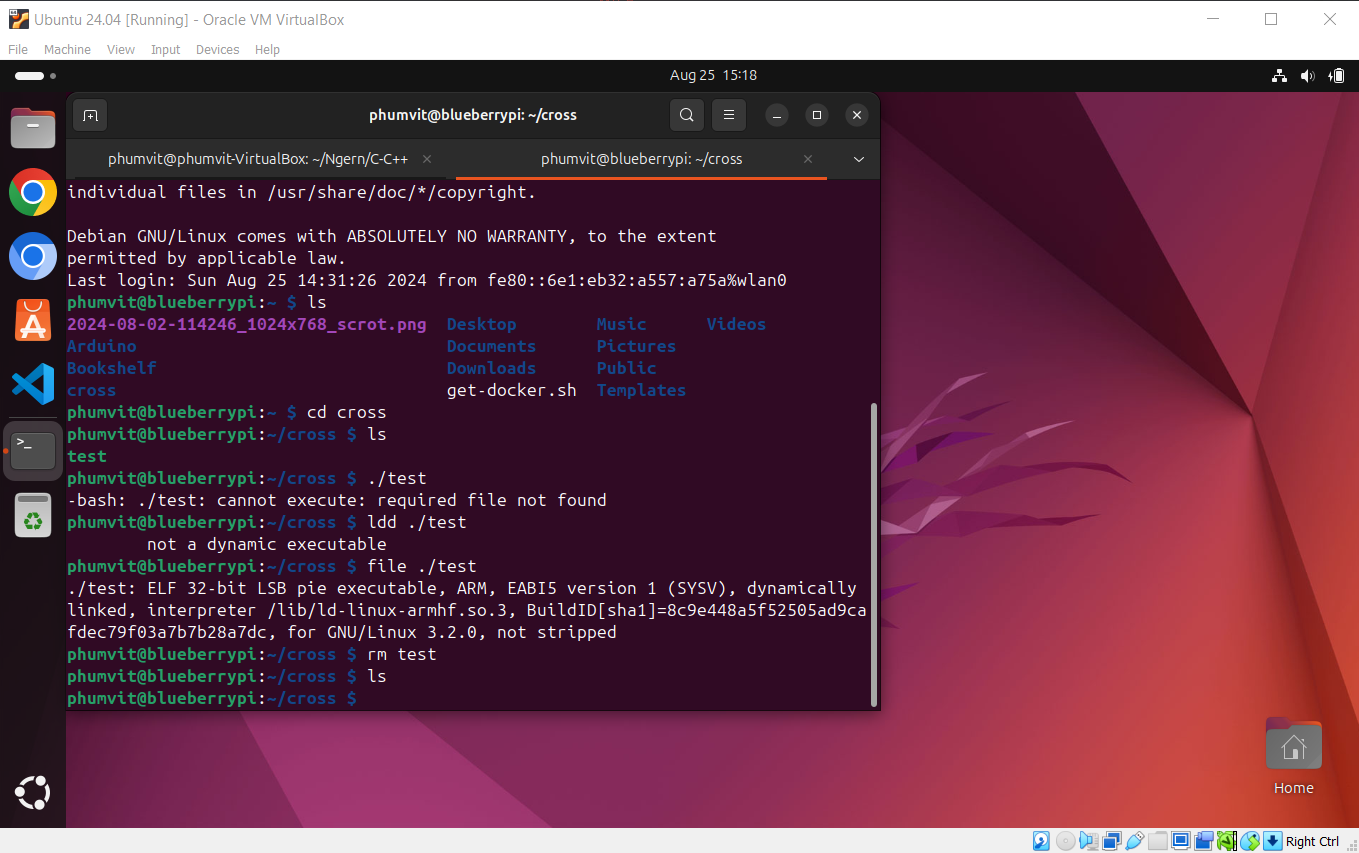 Ubuntu 24.04 [Running] - Oracle VM VirtualBox
File Machine View Input Devices Help
Aug 25 15:18
phumvit@blueberrypi: ~/cross
phumvit@phumvit-VirtualBox: ~/Ngern/C-C++
phumvit@blueberrypi: ~/cross
individual files in /usr/share/doc/*/copyright.
Debian GNU/Linux comes with ABSOLUTELY NO WARRANTY, to the extent
permitted by applicable law.
Last login: Sun Aug 25 14:31:26 2024 from fe80::6e1:eb32:a557:a75a%wlan0
phumvit@blueberrypi:~ $ ls
2024-08-02-114246_1024x768_scrot.png Desktop Music Videos
Arduino Documents Pictures
Bookshelf Downloads Public
cross get-docker.sh Templates
phumvit@blueberrypi:~ $ cd cross
phumvit@blueberrypi:~/cross $ ls
test
phumvit@blueberrypi:~/cross $ ./test
-bash: ./test: cannot execute: required file not found
phumvit@blueberrypi:~/cross $ ldd ./test
not a dynamic executable
phumvit@blueberrypi:~/cross $ file ./test
./test: ELF 32-bit LSB pie executable, ARM, EABI5 version 1 (SYSV), dynamically
linked, interpreter /lib/ld-linux-armhf.so.3, BuildID[sha1]=8c9e448a5f52505ad9ca
fdec79f03a7b7b28a7dc, for GNU/Linux 3.2.0, not stripped
phumvit@blueberrypi:~/cross $ rm test
phumvit@blueberrypi:~/cross $ ls
phumvit@blueberrypi:~/cross $
Home
Right Ctrl